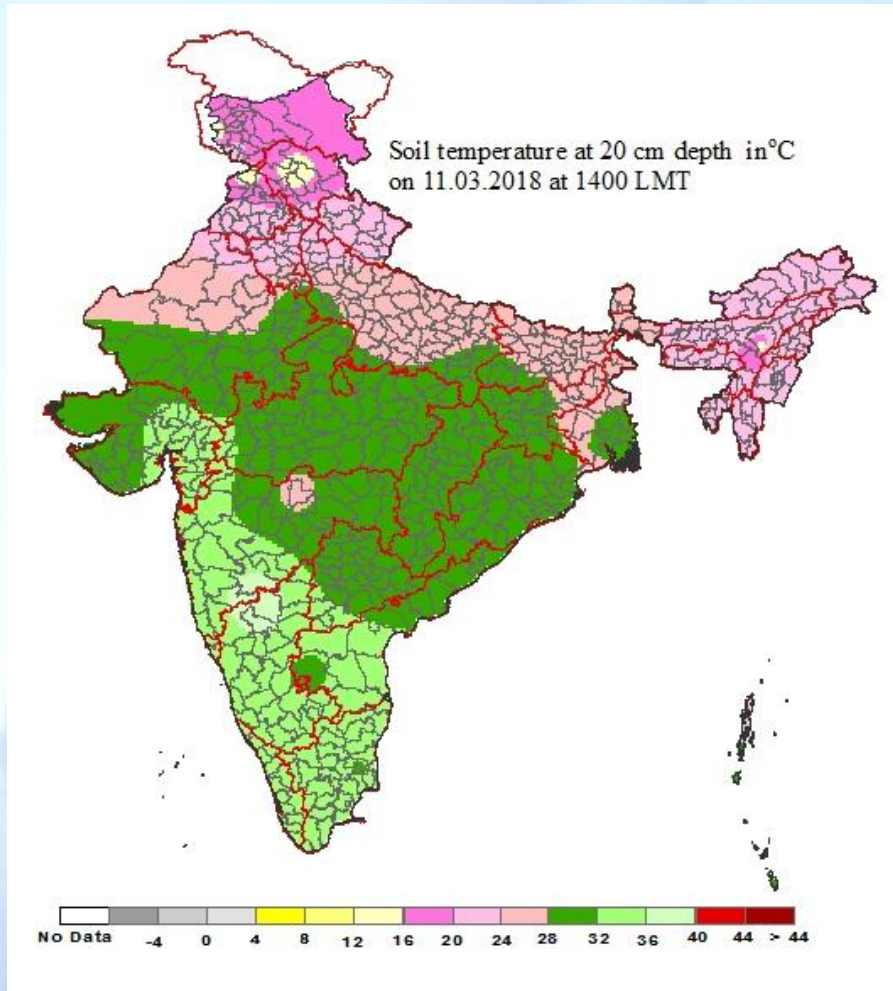 Soil temperature at 20 cm depth in°C
on 11.03.2018 at 1400 LMT
No Data -4 0 4 8 12 16 20 24 28 32 36 40 44 > 44